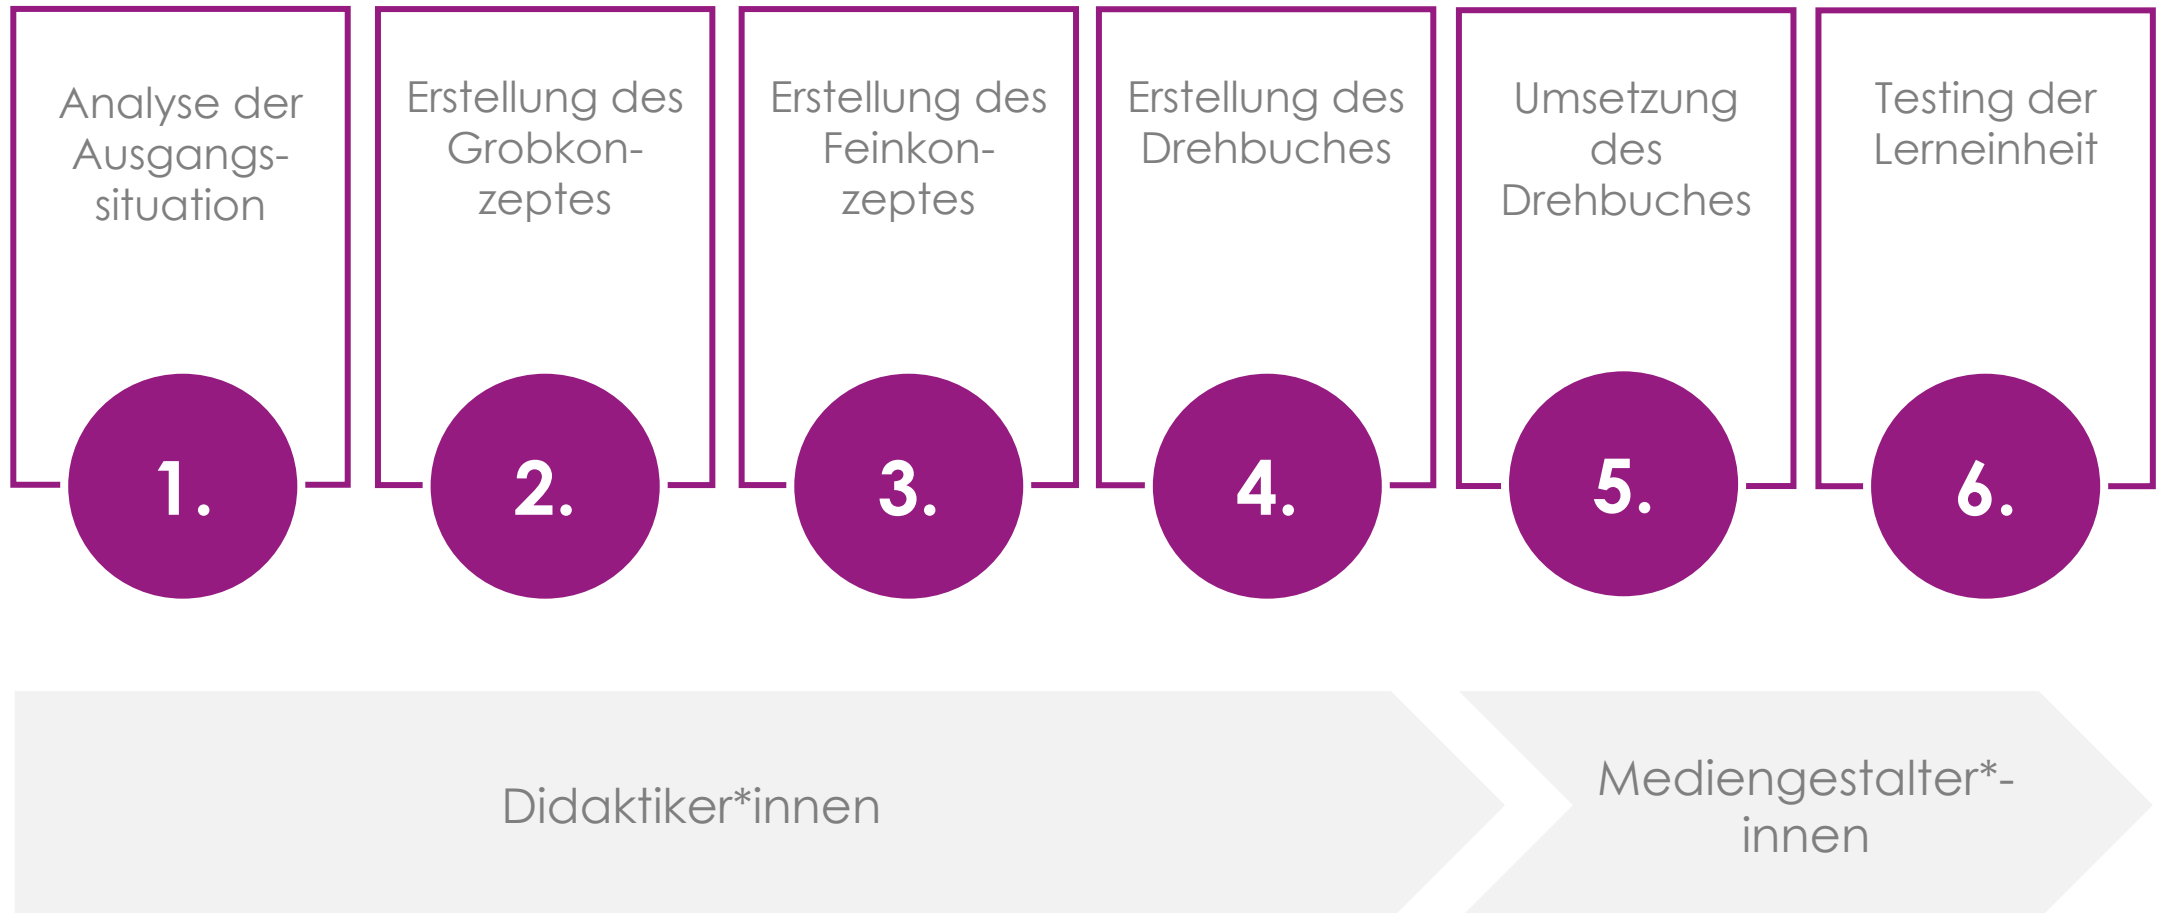 Analyse der
Ausgangs-
situation
1.
Erstellung des
Grobkon-
zeptes
2.
Erstellung des
Feinkon-
zeptes
3.
Erstellung des
Drehbuches
4.
Umsetzung
des
Drehbuches
5.
Testing der
Lerneinheit
6.
Didaktiker*innen
Mediengestalter*-
innen